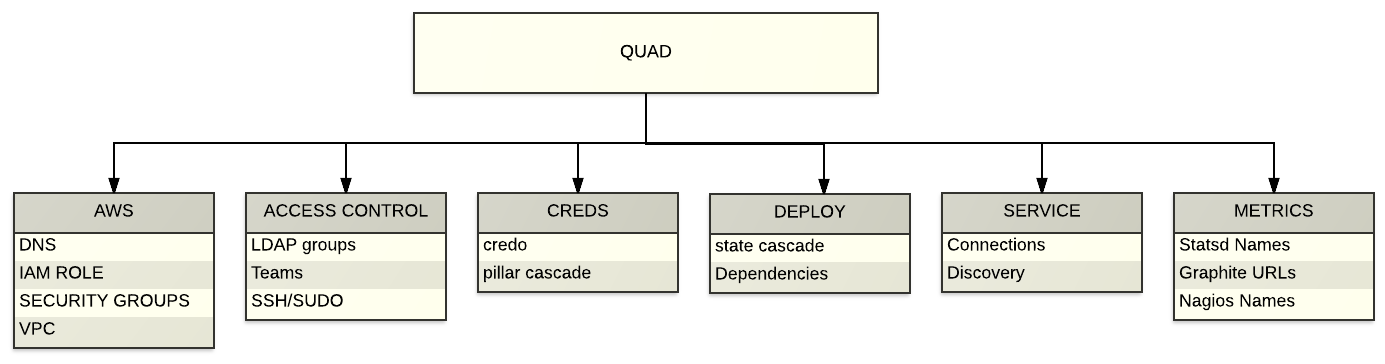 QUAD
AWS
DNS
IAM ROLE
SECURITY GROUPS
VPC
ACCESS CONTROL
LDAP groups
Teams
SSH/SUDO
CREDS
credo
pillar cascade
DEPLOY
state cascade
Dependencies
SERVICE
Connections
Discovery
METRICS
Statsd Names
Graphite URLs
Nagios Names